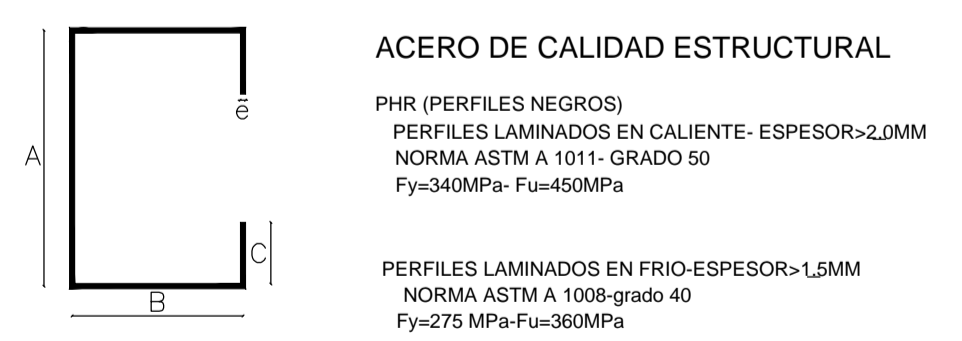 ACERO DE CALIDAD ESTRUCTURAL
PHR (PERFILES NEGROS)
PERFILES LAMINADOS EN CALIENTE- ESPESOR>2.0MM
NORMA ASTM A 1011- GRADO 50
Fy=340MPa- Fu=450MPa
PERFILES LAMINADOS EN FRIO-ESPESOR>1.5MM
NORMA ASTM A 1008-grado 40
Fy=275 MPa-Fu=360MPa
A
e
C
B